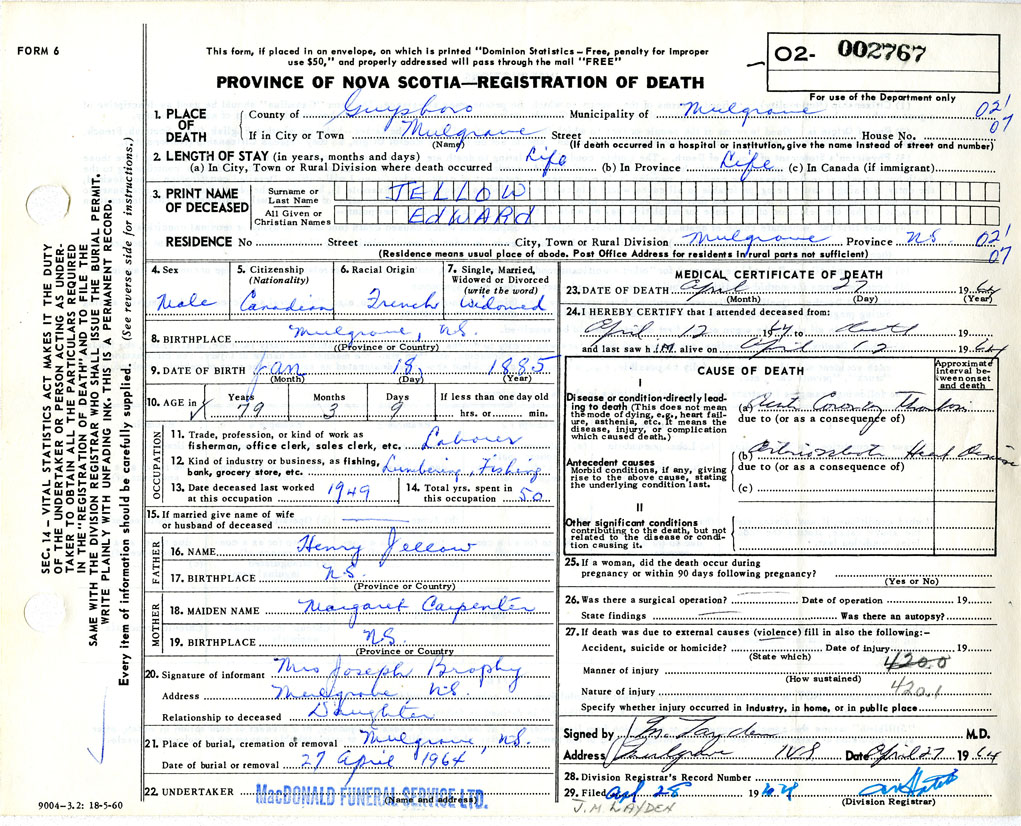 FORM 6
This form, if placed in an envelope, on which is printed "Dominion Statistics – Free, penalty for improper
use $50," and properly addressed will pass through the mail "FREE"
PROVINCE OF NOVA SCOTIA—REGISTRATION OF DEATH
O2- 002767
For use of the Department only
1. PLACE OF DEATH
County of Guysboro Municipality of Mulgrave 02!
07
If in City or Town Mulgrave Street House No.
(Name) (If death occurred in a hospital or institution, give the name instead of street and number)
2. LENGTH OF STAY (in years, months and days)
(a) In City, Town or Rural Division where death occurred Life (b) In Province Life (c) In Canada (if immigrant)
3. PRINT NAME OF DECEASED
Surname or Last Name JELLOW
All Given or Christian Names EDWARD
RESIDENCE No Street City, Town or Rural Division Mulgrave Province N.S. 02!
07
(Residence means usual place of abode. Post Office Address for residents in rural parts not sufficient)
4. Sex Male
5. Citizenship (Nationality) Canadian
6. Racial Origin French
7. Single, Married, Widowed or Divorced (write the word) Widowed
8. BIRTHPLACE Mulgrave, N.S.
((Province or Country)
9. DATE OF BIRTH Jan 18, 1885
(Month) (Day) (Year)
10. AGE in Years 79 Months 3 Days 9 If less than one day old hrs. or min.
OCCUPATION
11. Trade, profession, or kind of work as fisherman, office clerk, sales clerk, etc. Laborer
12. Kind of industry or business, as fishing, bank, grocery store, etc. Lumbering, Fishing
13. Date deceased last worked at this occupation 1949
14. Total yrs. spent in this occupation 50
15. If married give name of wife or husband of deceased
FATHER
16. NAME Henry Jellow
17. BIRTHPLACE N.S.
(Province or Country)
MOTHER
18. MAIDEN NAME Margaret Carpenter
19. BIRTHPLACE N.S.
(Province or Country
20. Signature of informant Mrs Joseph Brophy
Address Mulgrave, N.S.
Relationship to deceased Daughter
21. Place of burial, cremation or removal Mulgrave, N.S.
Date of burial or removal 27 April 1964
22. UNDERTAKER MacDONALD FUNERAL SERVICE LTD.
(Name and address)
9004-3.2: 18-5-60
MEDICAL CERTIFICATE OF DEATH
23. DATE OF DEATH April 27 1964
(Month) (Day) (Year)
24. I HEREBY CERTIFY that I attended deceased from:
April 12 1964 to death 19
and last saw him alive on April 12 1964
CAUSE OF DEATH
Approximate interval between onset and death
I
Disease or condition-directly leading to death (This does not mean the mode of dying, e.g., heart failure, asthenia, etc. It means the disease, injury, or complication which caused death.)
(a)
due to (or as a consequence of)
Antecedent causes
Morbid conditions, if any, giving rise to the above cause, stating the underlying condition last.
(b) Heart Disease
due to (or as a consequence of)
(c)
II
Other significant conditions contributing to the death, but not related to the disease or condition causing it.
25. If a woman, did the death occur during pregnancy or within 90 days following pregnancy?
(Yes or No)
26. Was there a surgical operation? Date of operation 19
State findings Was there an autopsy?
27. If death was due to external causes (violence) fill in also the following:–
Accident, suicide or homicide? Date of injury 19
(State which)
420.0
Manner of injury
(How sustained)
420.1
Nature of injury
Specify whether injury occurred in industry, in home, or in public place
Signed by J.M. Layden M.D.
Address Mulgrave NS Date April 27 1964
28. Division Registrar's Record Number
29. Filed Apl 28 1964
(Division Registrar)
J.M. LAYDEN
SEC. 14 – VITAL STATISTICS ACT MAKES IT THE DUTY
OF THE UNDERTAKER OR PERSON ACTING AS UNDER-
TAKER TO OBTAIN ALL THE PARTICULARS REQUIRED
IN THE "REGISTRATION OF DEATH" AND TO FILE THE
SAME WITH THE DIVISION REGISTRAR WHO SHALL ISSUE THE BURIAL PERMIT.
WRITE PLAINLY WITH UNFADING INK. THIS IS A PERMANENT RECORD.
Every item of information should be carefully supplied. (See reverse side for instructions.)